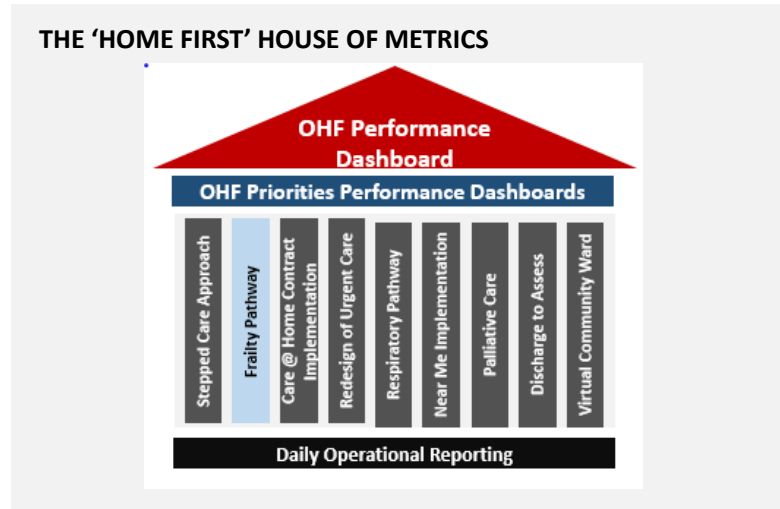 THE ‘HOME FIRST’ HOUSE OF METRICS
OHF Performance
Dashboard
OHF Priorities Performance Dashboards
Stepped Care Approach
Frailty Pathway
Care @ Home Contract
Implementation
Redesign of Urgent Care
Respiratory Pathway
Near Me Implementation
Palliative Care
Discharge to Assess
Virtual Community Ward
Daily Operational Reporting